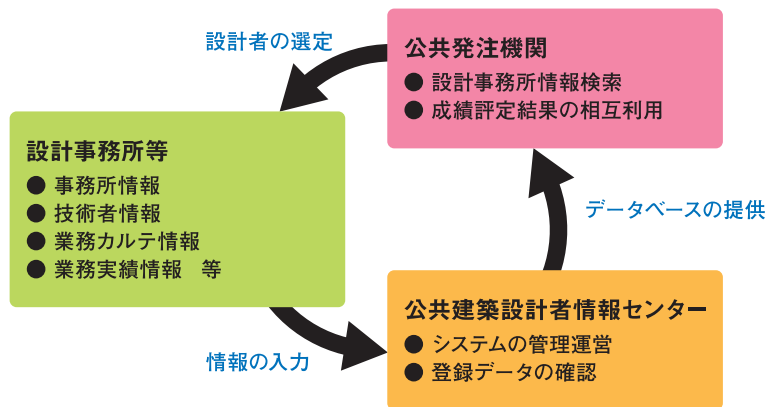 設計者の選定
公共発注機関
● 設計事務所情報検索
● 成績評定結果の相互利用
設計事務所等
● 事務所情報
● 技術者情報
● 業務カルテ情報
● 業務実績情報　等
データベースの提供
公共建築設計者情報センター
● システムの管理運営
● 登録データの確認
情報の入力